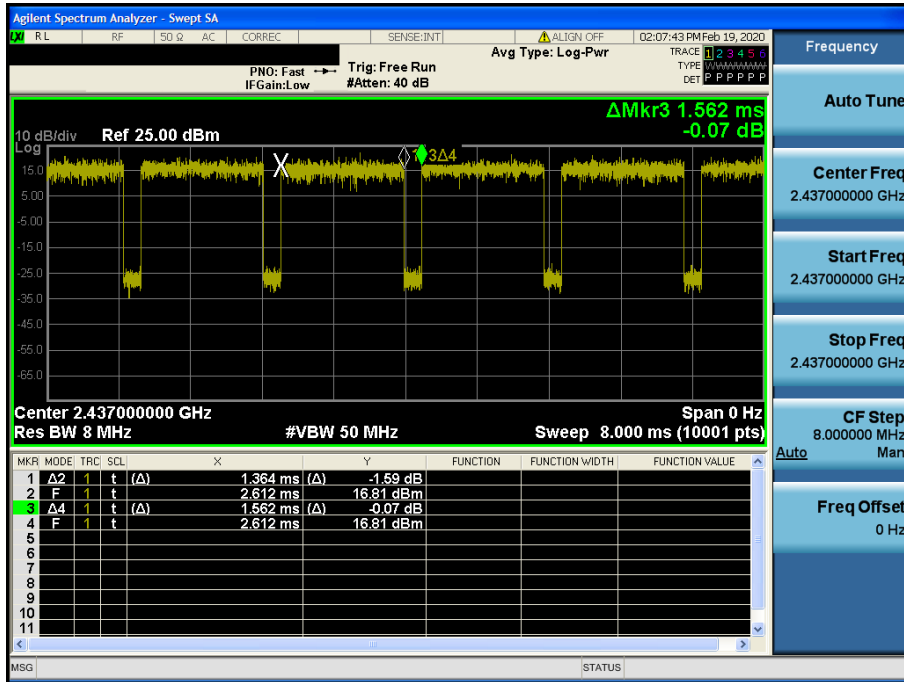 Agilent Spectrum Analyzer - Swept SA
LXI RL RF 50 Ω AC CORREC SENSE:INT ALIGN OFF 02:07:43 PM Feb 19, 2020
Avg Type: Log-Pwr
TRACE 1 2 3 4 5 6
TYPE
DET P P P P P P
PNO: Fast
IFGain:Low
Trig: Free Run
#Atten: 40 dB
ΔMkr3 1.562 ms
-0.07 dB
10 dB/div Ref 25.00 dBm
Log
15.0
5.00
-5.00
-15.0
-25.0
-35.0
-45.0
-55.0
-65.0
X
3Δ4
Center 2.437000000 GHz Span 0 Hz
Res BW 8 MHz #VBW 50 MHz Sweep 8.000 ms (10001 pts)
MKR MODE TRC SCL X Y FUNCTION FUNCTION WIDTH FUNCTION VALUE
1 Δ2 1 t (Δ) 1.364 ms (Δ) -1.59 dB
2 F 1 t 2.612 ms 16.81 dBm
3 Δ4 1 t (Δ) 1.562 ms (Δ) -0.07 dB
4 F 1 t 2.612 ms 16.81 dBm
5
6
7
8
9
10
11
MSG STATUS
Frequency
Auto Tune
Center Freq
2.437000000 GHz
Start Freq
2.437000000 GHz
Stop Freq
2.437000000 GHz
CF Step
8.000000 MHz
Auto Man
Freq Offset
0 Hz